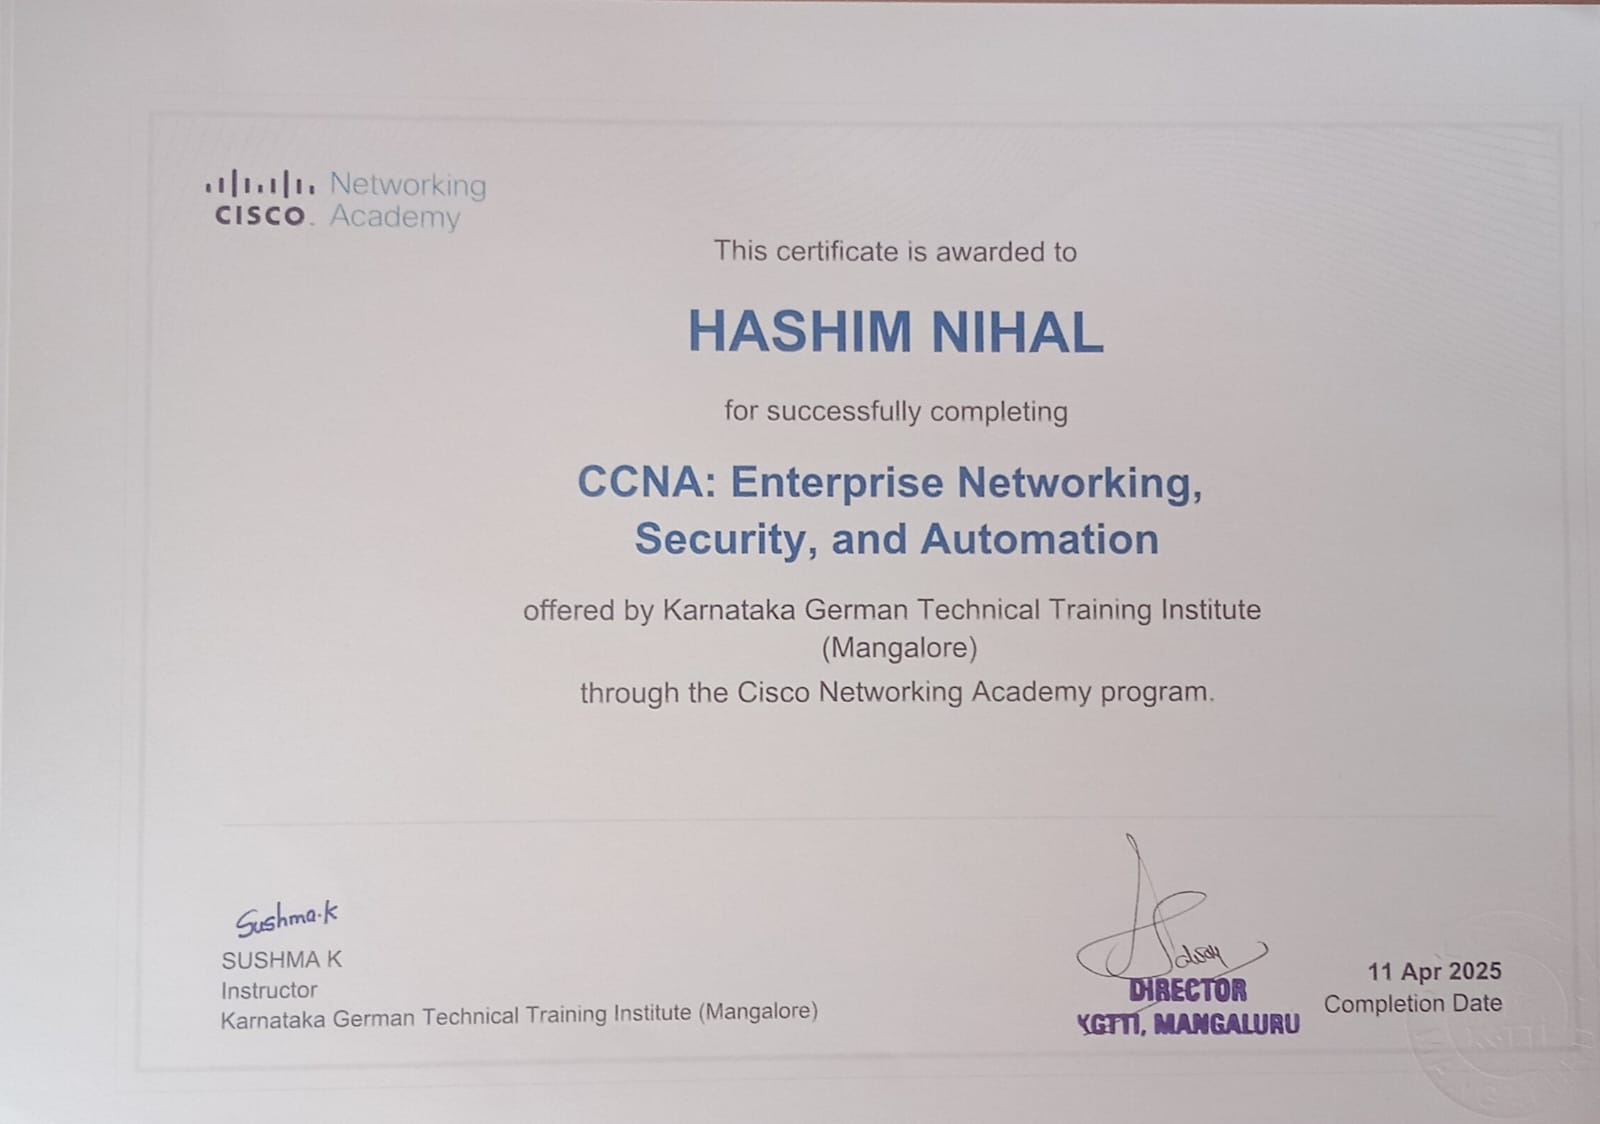 Networking
CISCO. Academy
This certificate is awarded to
HASHIM NIHAL
for successfully completing
CCNA: Enterprise Networking,
Security, and Automation
offered by Karnataka German Technical Training Institute
(Mangalore)
through the Cisco Networking Academy program.
Sushma.K
SUSHMA K
Instructor
Karnataka German Technical Training Institute (Mangalore)
DIRECTOR
KGTTI, MANGALURU
11 Apr 2025
Completion Date
KGTTI